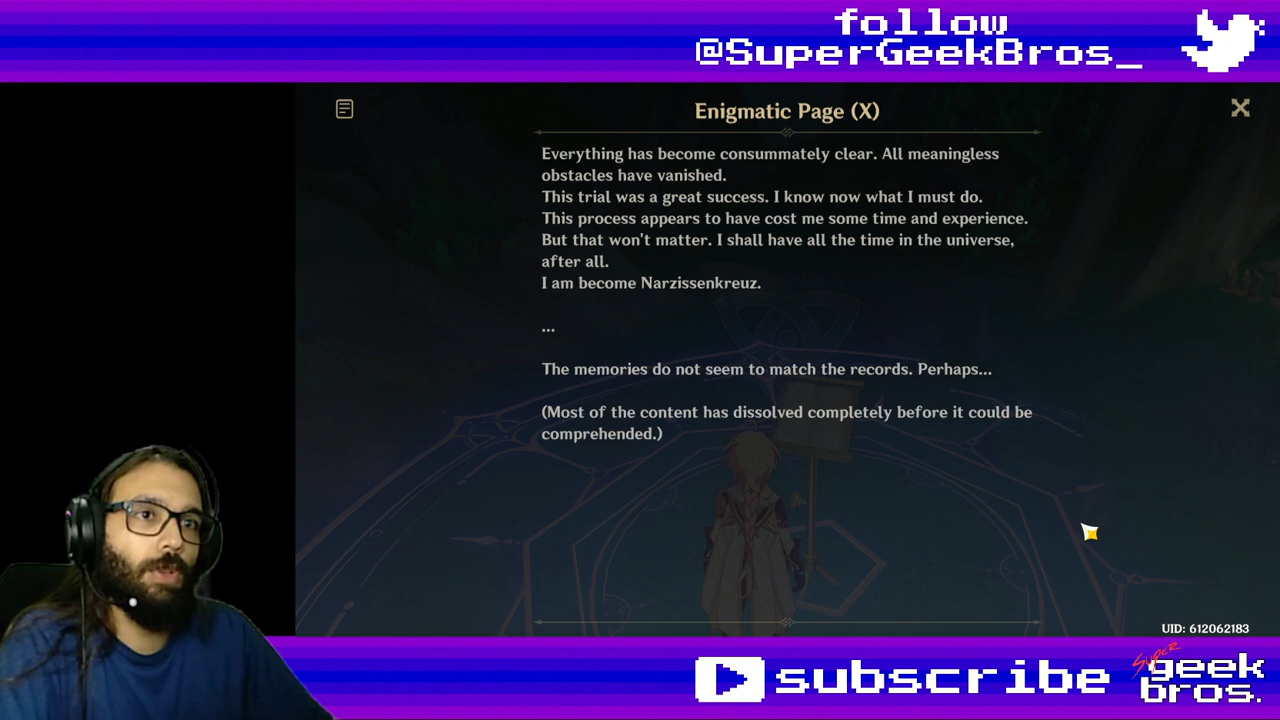 follow
@SuperGeekBros_
Enigmatic Page (X)
Everything has become consummately clear. All meaningless
obstacles have vanished.
This trial was a great success. I know now what I must do.
This process appears to have cost me some time and experience.
But that won't matter. I shall have all the time in the universe,
after all.
I am become Narzissenkreuz.
...
The memories do not seem to match the records. Perhaps...
(Most of the content has dissolved completely before it could be
comprehended.)
UID: 612062183
subscribe
SUPER
geek
bros.